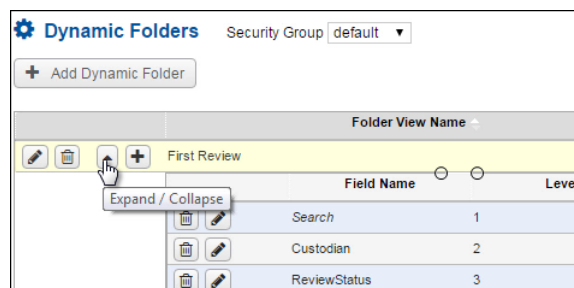 Dynamic Folders Security Group default
Add Dynamic Folder
Folder View Name
First Review
Field Name Leve
Expand / Collapse
Search 1
Custodian 2
ReviewStatus 3